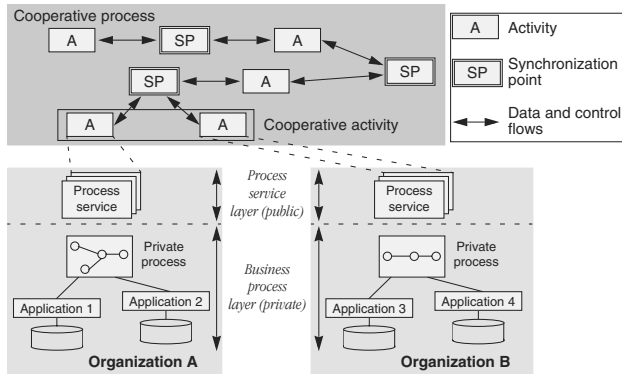 Cooperative process
A
SP
A
SP
SP
A
A
A
Cooperative activity
A
Activity
SP
Synchronization
point
Data and control
flows
Process
service
Process
service
layer (public)
Process
service
Private
process
Business
process
layer (private)
Private
process
Application 1
Application 2
Application 3
Application 4
Organization A
Organization B